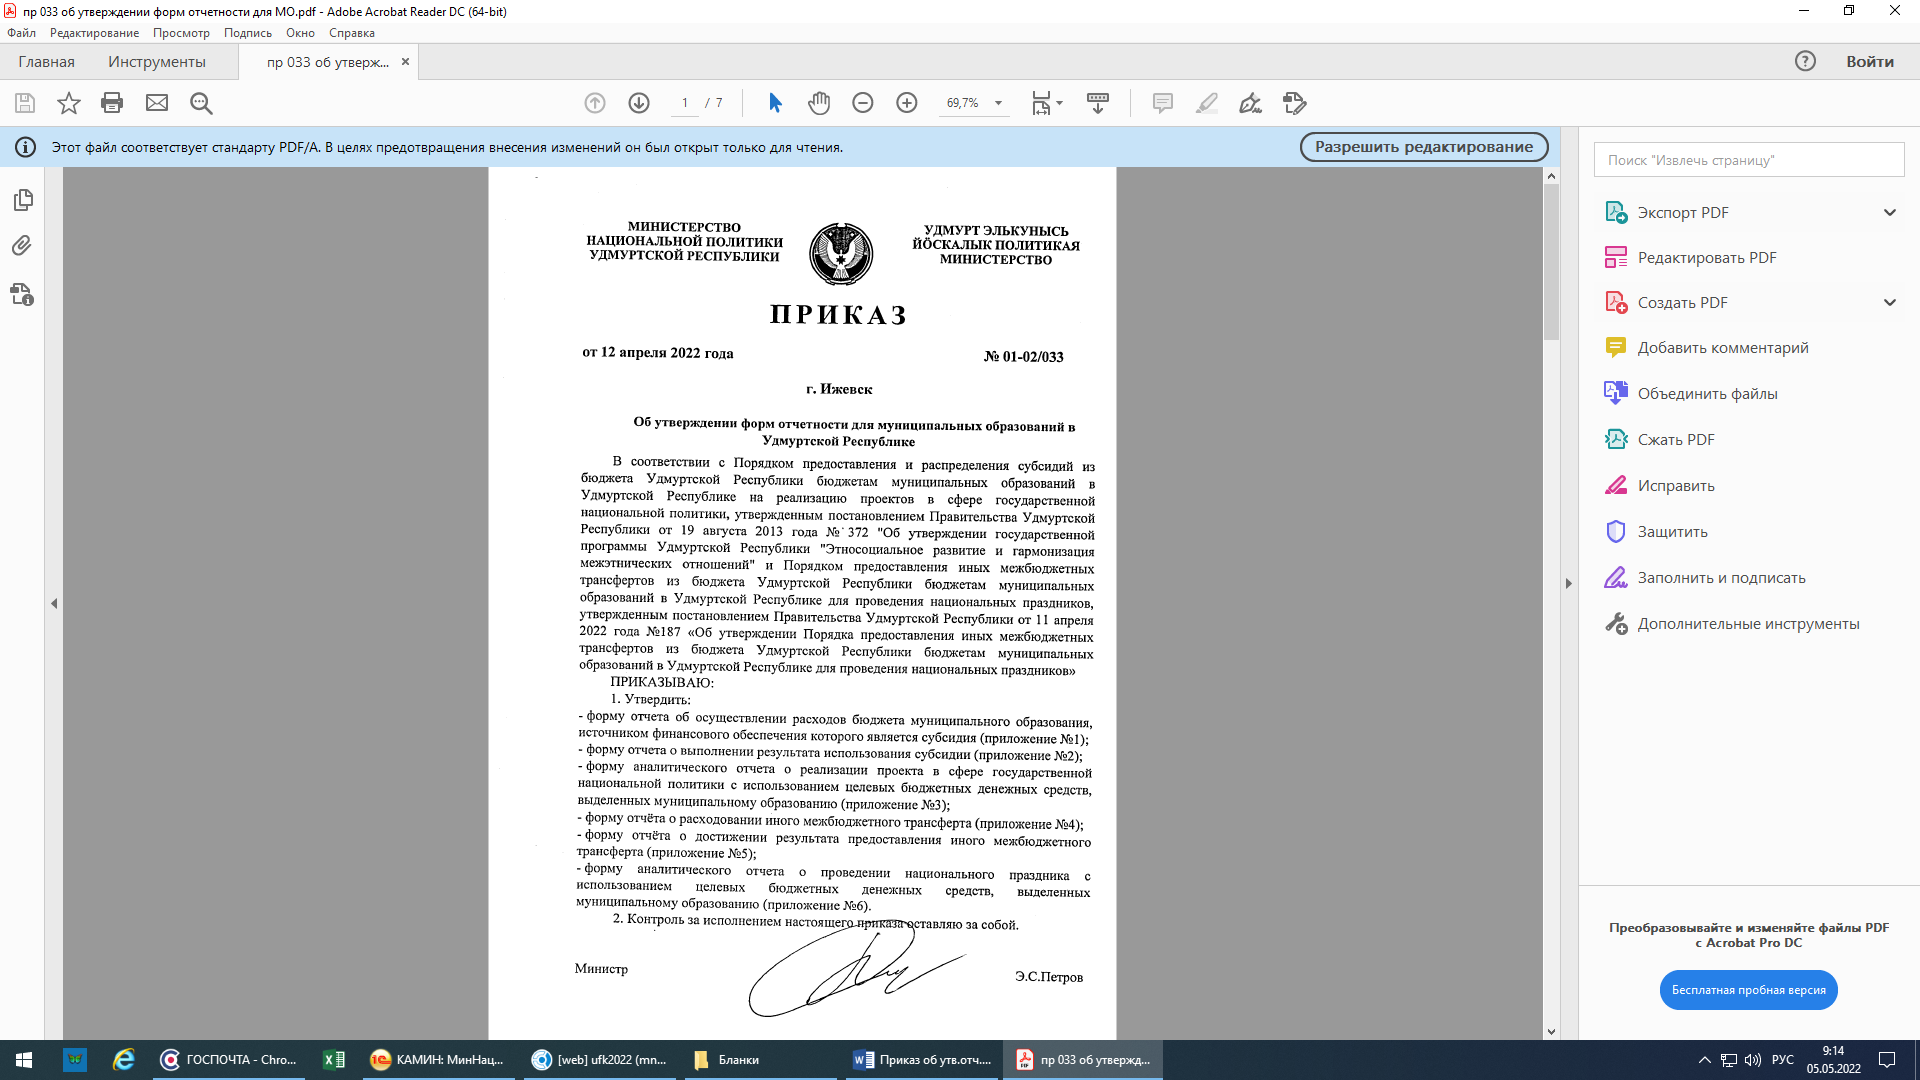 пр 033 об утверждении форм отчетности для МО.pdf - Adobe Acrobat Reader DC (64-bit)
Файл Редактирование Просмотр Подпись Окно Справка
Главная Инструменты пр 033 об утверж... × Войти
1 / 7 69,7%
Этот файл соответствует стандарту PDF/A. В целях предотвращения внесения изменений он был открыт только для чтения. Разрешить редактирование
МИНИСТЕРСТВО
НАЦИОНАЛЬНОЙ ПОЛИТИКИ
УДМУРТСКОЙ РЕСПУБЛИКИ
УДМУРТ ЭЛЬКУНЫСЬ
ЙӦСКАЛЫК ПОЛИТИКАЯ
МИНИСТЕРСТВО
ПРИКАЗ
от 12 апреля 2022 года № 01-02/033
г. Ижевск
Об утверждении форм отчетности для муниципальных образований в
Удмуртской Республике
В соответствии с Порядком предоставления и распределения субсидий из
бюджета Удмуртской Республики бюджетам муниципальных образований в
Удмуртской Республике на реализацию проектов в сфере государственной
национальной политики, утвержденным постановлением Правительства Удмуртской
Республики от 19 августа 2013 года № 372 "Об утверждении государственной
программы Удмуртской Республики "Этносоциальное развитие и гармонизация
межэтнических отношений" и Порядком предоставления иных межбюджетных
трансфертов из бюджета Удмуртской Республики бюджетам муниципальных
образований в Удмуртской Республике для проведения национальных праздников,
утвержденным постановлением Правительства Удмуртской Республики от 11 апреля
2022 года №187 «Об утверждении Порядка предоставления иных межбюджетных
трансфертов из бюджета Удмуртской Республики бюджетам муниципальных
образований в Удмуртской Республике для проведения национальных праздников»
ПРИКАЗЫВАЮ:
1. Утвердить:
- форму отчета об осуществлении расходов бюджета муниципального образования,
источником финансового обеспечения которого является субсидия (приложение №1);
- форму отчета о выполнении результата использования субсидии (приложение №2);
- форму аналитического отчета о реализации проекта в сфере государственной
национальной политики с использованием целевых бюджетных денежных средств,
выделенных муниципальному образованию (приложение №3);
- форму отчёта о расходовании иного межбюджетного трансферта (приложение №4);
- форму отчёта о достижении результата предоставления иного межбюджетного
трансферта (приложение №5);
- форму аналитического отчета о проведении национального праздника с
использованием целевых бюджетных денежных средств, выделенных
муниципальному образованию (приложение №6).
2. Контроль за исполнением настоящего приказа оставляю за собой.
Министр Э.С.Петров
Поиск "Извлечь страницу"
Экспорт PDF
Редактировать PDF
Создать PDF
Добавить комментарий
Объединить файлы
Сжать PDF
Исправить
Защитить
Заполнить и подписать
Дополнительные инструменты
Преобразовывайте и изменяйте файлы PDF
с Acrobat Pro DC
Бесплатная пробная версия
ГОСПОЧТА - Chro... КАМИН: МинНац... [web] ufk2022 (mn... Бланки Приказ об утв.отч.... пр 033 об утвержд... РУС 9:14
05.05.2022